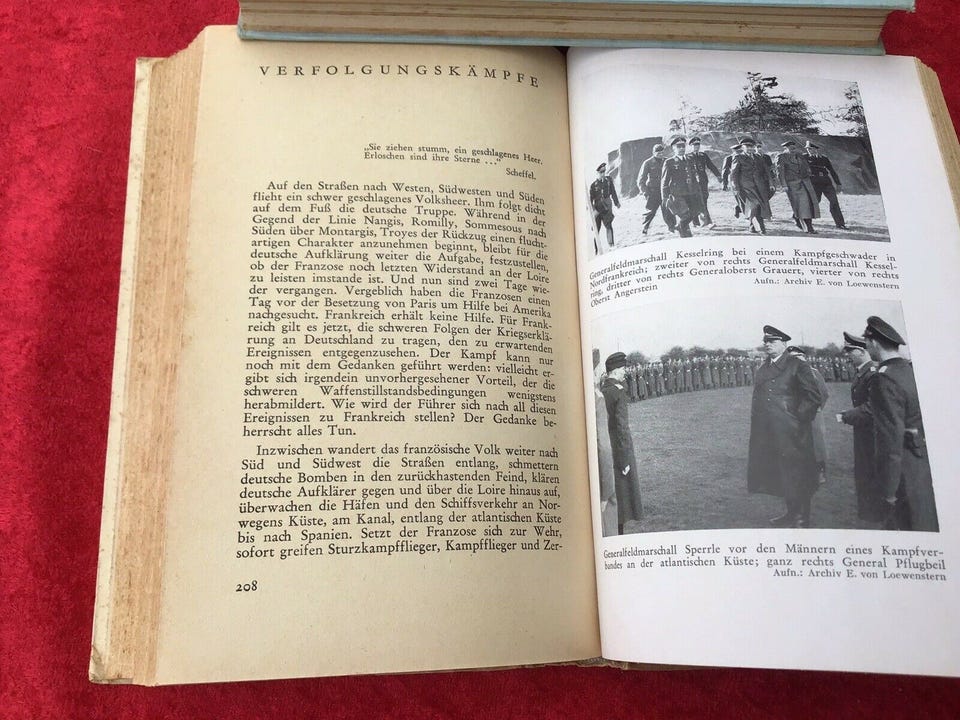 VERFOLGUNGSKÄMPFE
„Sie ziehen stumm, ein geschlagenes Heer.
Erloschen sind ihre Sterne ...“
Scheffel.
Auf den Straßen nach Westen, Südwesten und Süden
flieht ein schwer geschlagenes Volksheer. Ihm folgt dicht
auf dem Fuß die deutsche Truppe. Während in der
Gegend der Linie Nangis, Romilly, Sommesous nach
Süden über Montargis, Troyes der Rückzug einen flucht-
artigen Charakter anzunehmen beginnt, bleibt für die
deutsche Aufklärung weiter die Aufgabe, festzustellen,
ob der Franzose noch letzten Widerstand an der Loire
zu leisten imstande ist. Und nun sind zwei Tage wie-
der vergangen. Vergeblich haben die Franzosen einen
Tag vor der Besetzung von Paris um Hilfe bei Amerika
nachgesucht. Frankreich erhält keine Hilfe. Für Frank-
reich gilt es jetzt, die schweren Folgen der Kriegserklä-
rung an Deutschland zu tragen, den zu erwartenden
Ereignissen entgegenzusehen. Der Kampf kann nur
noch mit dem Gedanken geführt werden: vielleicht er-
gibt sich irgendein unvorhergesehener Vorteil, der die
schweren Waffenstillstandsbedingungen wenigstens
herabmildert. Wie wird der Führer sich nach all diesen
Ereignissen zu Frankreich stellen? Der Gedanke be-
herrscht alles Tun.
Inzwischen wandert das französische Volk weiter nach
Süd und Südwest die Straßen entlang, schmettern
deutsche Bomben in den zurückhastenden Feind, klären
deutsche Aufklärer gegen und über die Loire hinaus auf,
überwachen die Häfen und den Schiffsverkehr an Nor-
wegens Küste, am Kanal, entlang der atlantischen Küste
bis nach Spanien. Setzt der Franzose sich zur Wehr,
sofort greifen Sturzkampfflieger, Kampfflieger und Zer-
208
Generalfeldmarschall Kesselring bei einem Kampfgeschwader in
Nordfrankreich; zweiter von rechts Generalfeldmarschall Kessel-
ring, dritter von rechts Generaloberst Grauert, vierter von rechts
Oberst Angerstein
Aufn.: Archiv E. von Loewenstern
Generalfeldmarschall Sperrle vor den Männern eines Kampfver-
bandes an der atlantischen Küste; ganz rechts General Pflugbeil
Aufn.: Archiv E. von Loewenstern